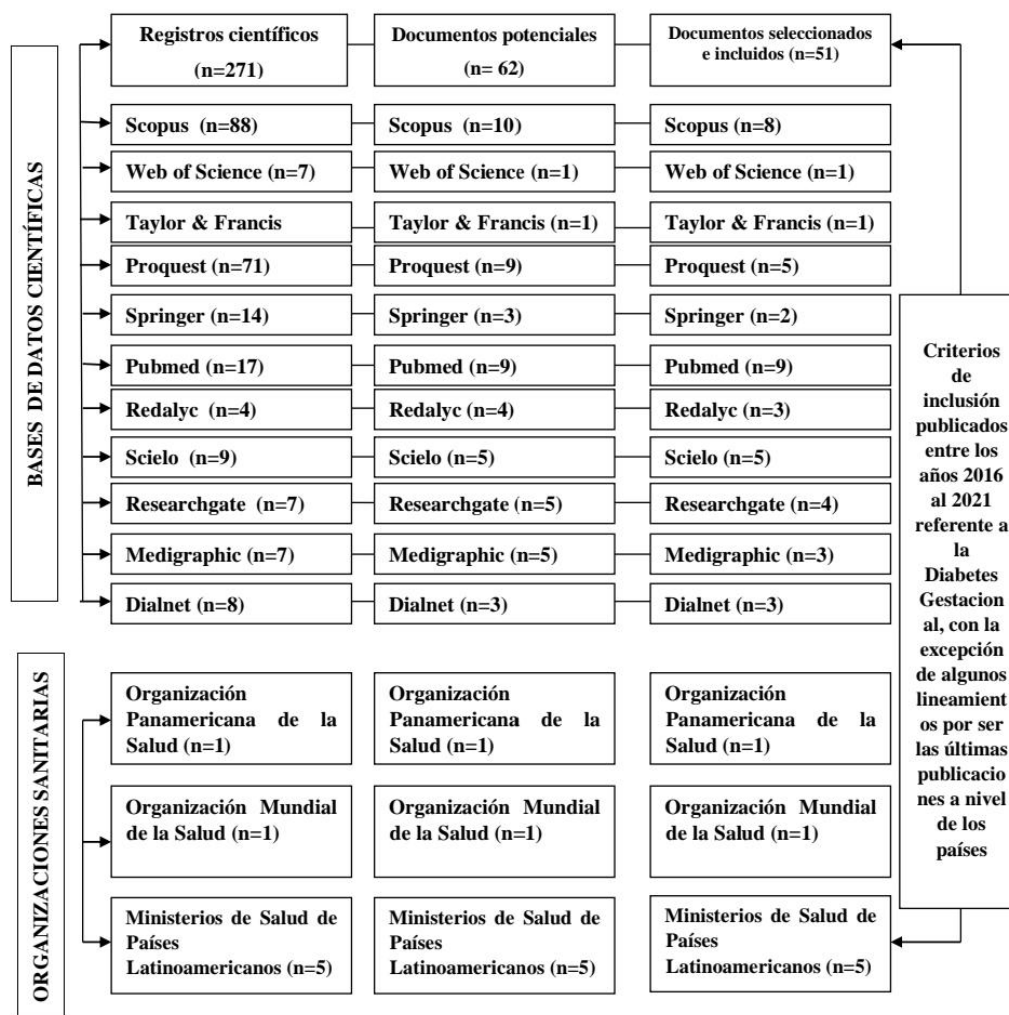 Registros científicos
(n=271)
Documentos potenciales
(n= 62)
Documentos seleccionados
e incluidos (n=51)
BASES DE DATOS CIENTÍFICAS
Scopus (n=88)
Scopus (n=10)
Scopus (n=8)
Web of Science (n=7)
Web of Science (n=1)
Web of Science (n=1)
Taylor & Francis
Taylor & Francis (n=1)
Taylor & Francis (n=1)
Proquest (n=71)
Proquest (n=9)
Proquest (n=5)
Springer (n=14)
Springer (n=3)
Springer (n=2)
Pubmed (n=17)
Pubmed (n=9)
Pubmed (n=9)
Redalyc (n=4)
Redalyc (n=4)
Redalyc (n=3)
Scielo (n=9)
Scielo (n=5)
Scielo (n=5)
Researchgate (n=7)
Researchgate (n=5)
Researchgate (n=4)
Medigraphic (n=7)
Medigraphic (n=5)
Medigraphic (n=3)
Dialnet (n=8)
Dialnet (n=3)
Dialnet (n=3)
ORGANIZACIONES SANITARIAS
Organización
Panamericana de la
Salud (n=1)
Organización
Panamericana de la
Salud (n=1)
Organización
Panamericana de la
Salud (n=1)
Organización Mundial
de la Salud (n=1)
Organización Mundial
de la Salud (n=1)
Organización Mundial
de la Salud (n=1)
Ministerios de Salud de
Países
Latinoamericanos (n=5)
Ministerios de Salud de
Países
Latinoamericanos (n=5)
Ministerios de Salud de
Países
Latinoamericanos (n=5)
Criterios
de
inclusión
publicados
entre los
años 2016
al 2021
referente a
la
Diabetes
Gestacion
al, con la
excepción
de algunos
lineamient
os por ser
las últimas
publicacio
nes a nivel
de los
países